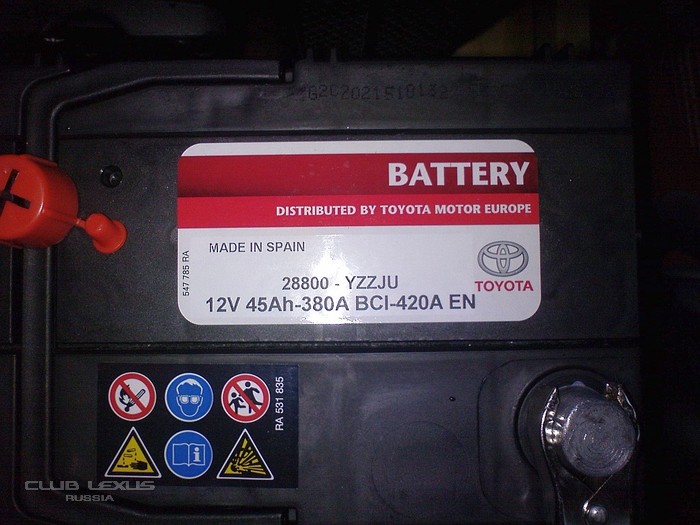 BATTERY
DISTRIBUTED BY TOYOTA MOTOR EUROPE
MADE IN SPAIN
547 785 RA
28800 - YZZJU
TOYOTA
12V 45Ah-380A BCI-420A EN
RA 531 835
CLUB LEXUS
RUSSIA